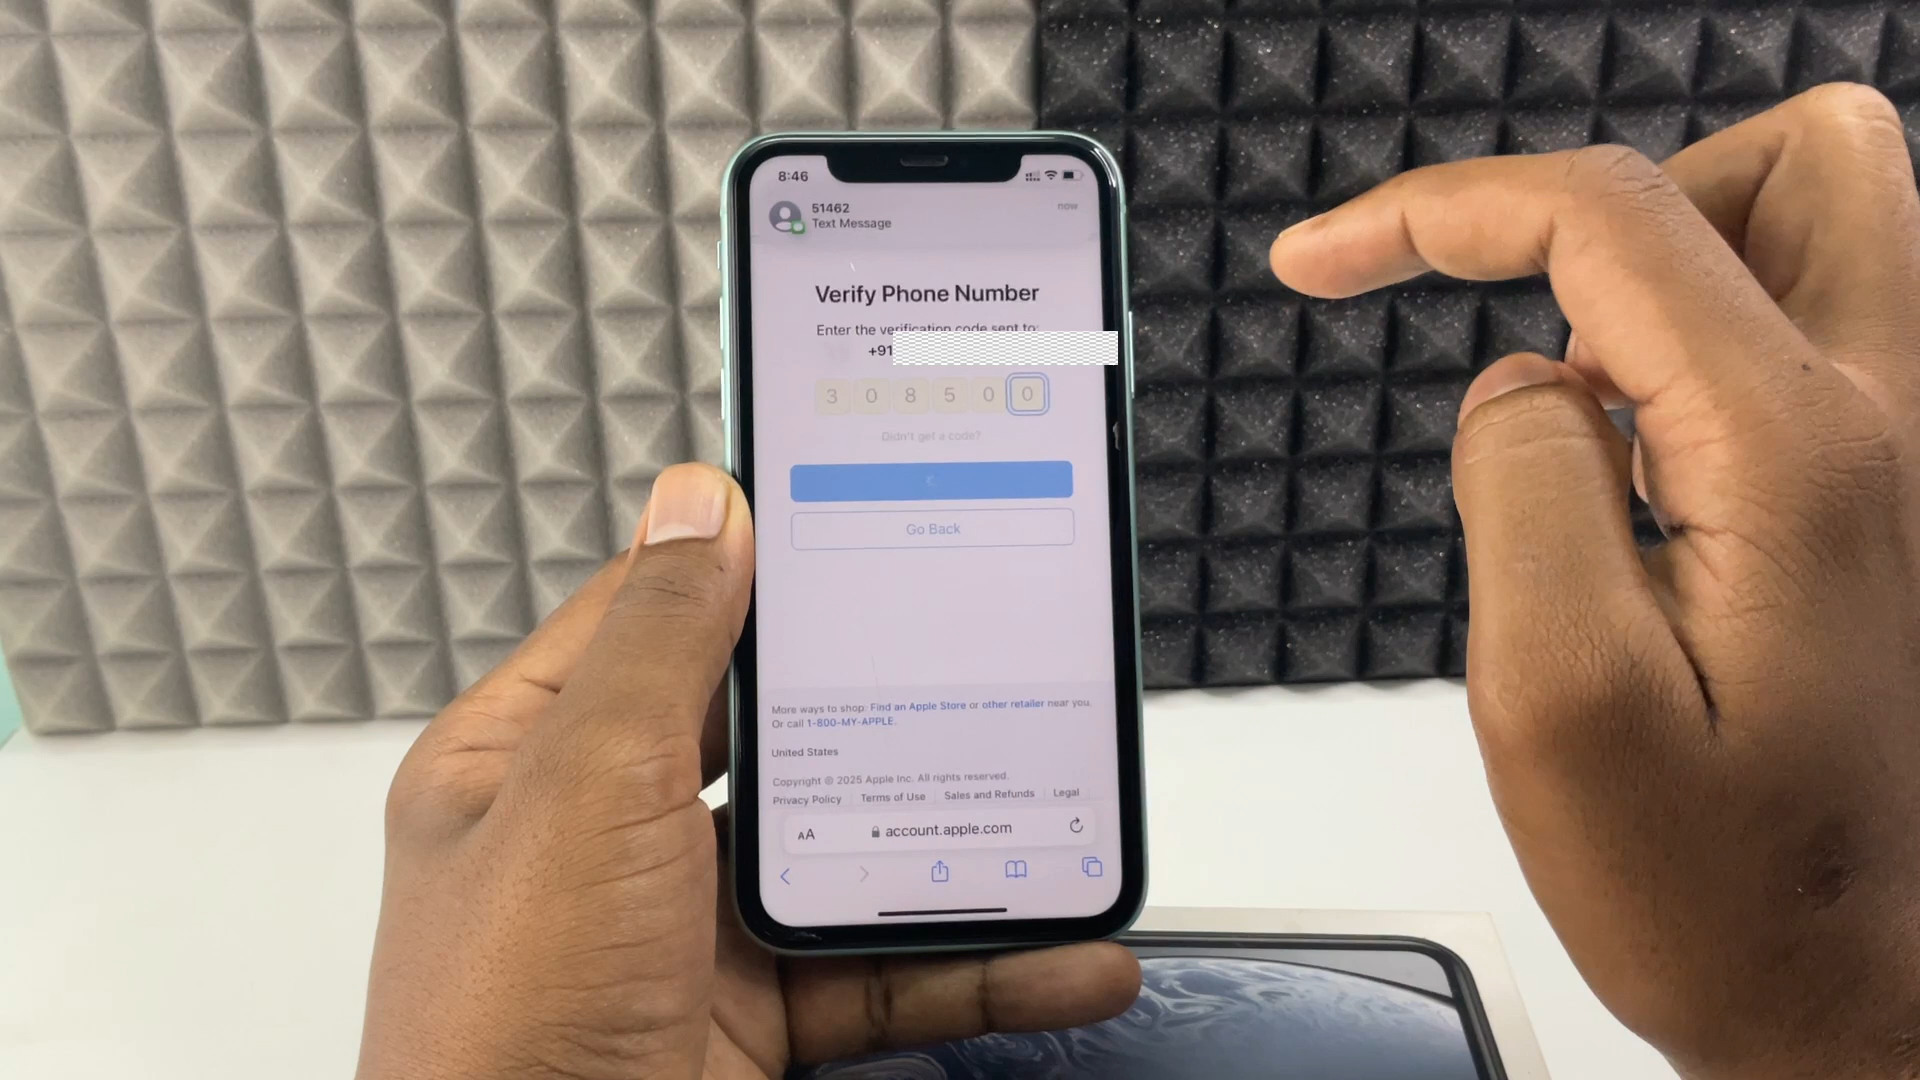 8:46
51462
now
Text Message
Verify Phone Number
Enter the verification code sent to:
+91
3 0 8 5 0 0
Didn't get a code?
Go Back
More ways to shop: Find an Apple Store or other retailer near you.
Or call 1-800-MY-APPLE.
United States
Copyright © 2025 Apple Inc. All rights reserved.
Privacy Policy | Terms of Use | Sales and Refunds | Legal
AA account.apple.com